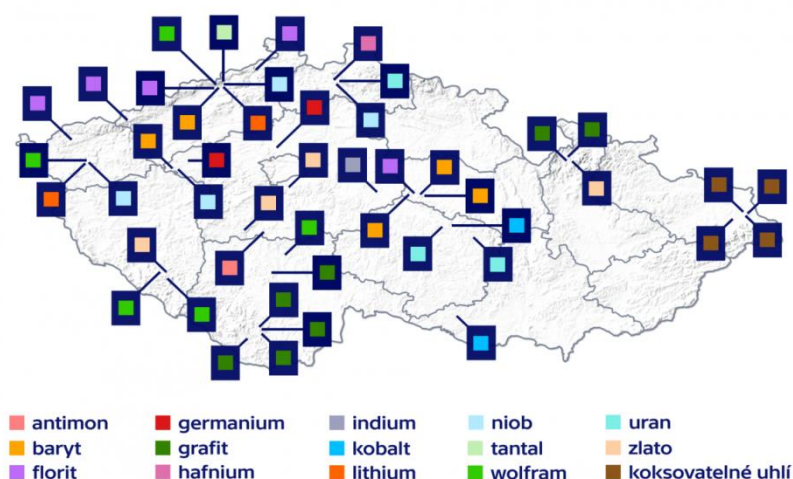 antimon germanium indium niob uran
baryt grafit kobalt tantal zlato
florit hafnium lithium wolfram koksovatelné uhlí